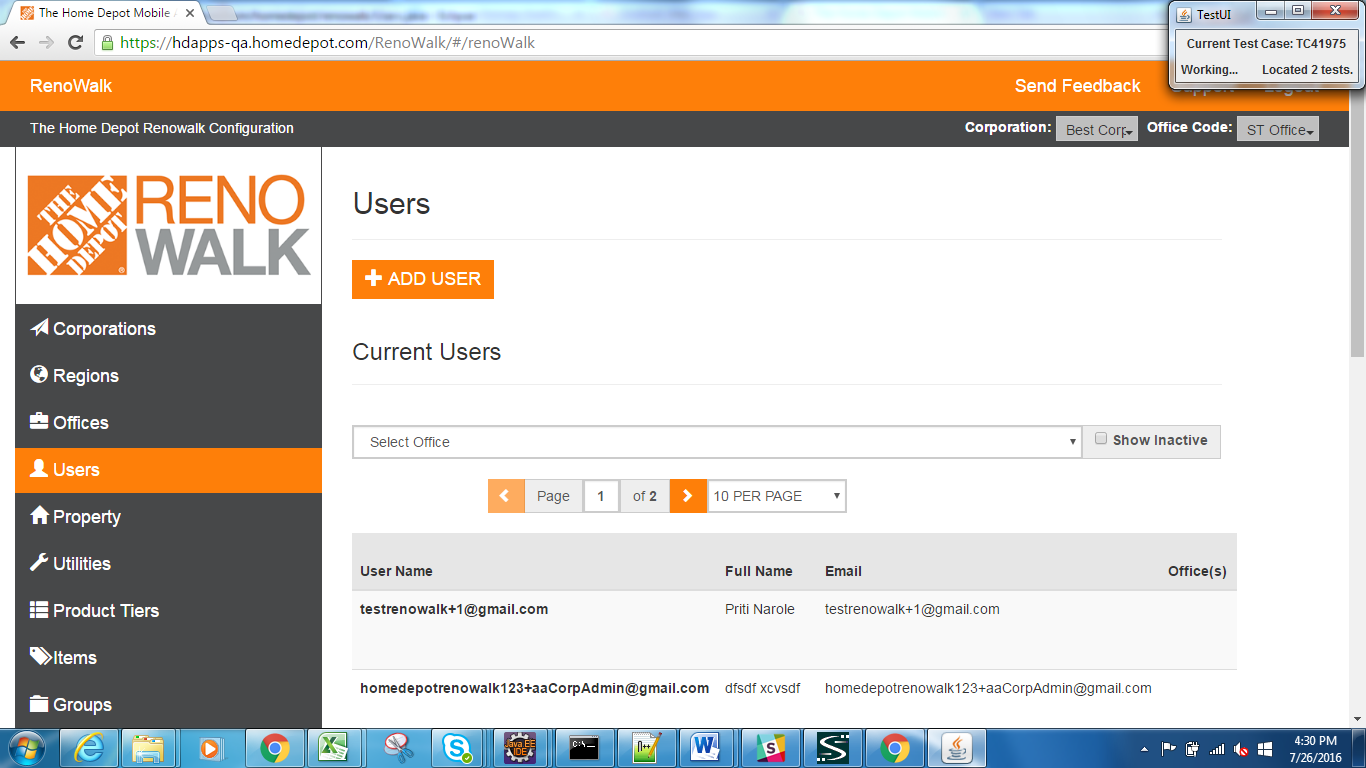 The Home Depot Mobile
TestUI
https://hdapps-qa.homedepot.com/RenoWalk/#/renoWalk
Current Test Case: TC41975
Working... Located 2 tests.
RenoWalk Send Feedback Support Logout
The Home Depot Renowalk Configuration Corporation: Best Corp Office Code: ST Office
THE HOME DEPOT RENO WALK
Users
ADD USER
Current Users
Corporations
Regions
Offices
Users
Property
Utilities
Product Tiers
Items
Groups
Select Office Show Inactive
Page 1 of 2 10 PER PAGE
User Name Full Name Email Office(s)
testrenowalk+1@gmail.com Priti Narole testrenowalk+1@gmail.com
homedepotrenowalk123+aaCorpAdmin@gmail.com dfsdf xcvsdf homedepotrenowalk123+aaCorpAdmin@gmail.com
Java EE IDE
C:\
4:30 PM
7/26/2016